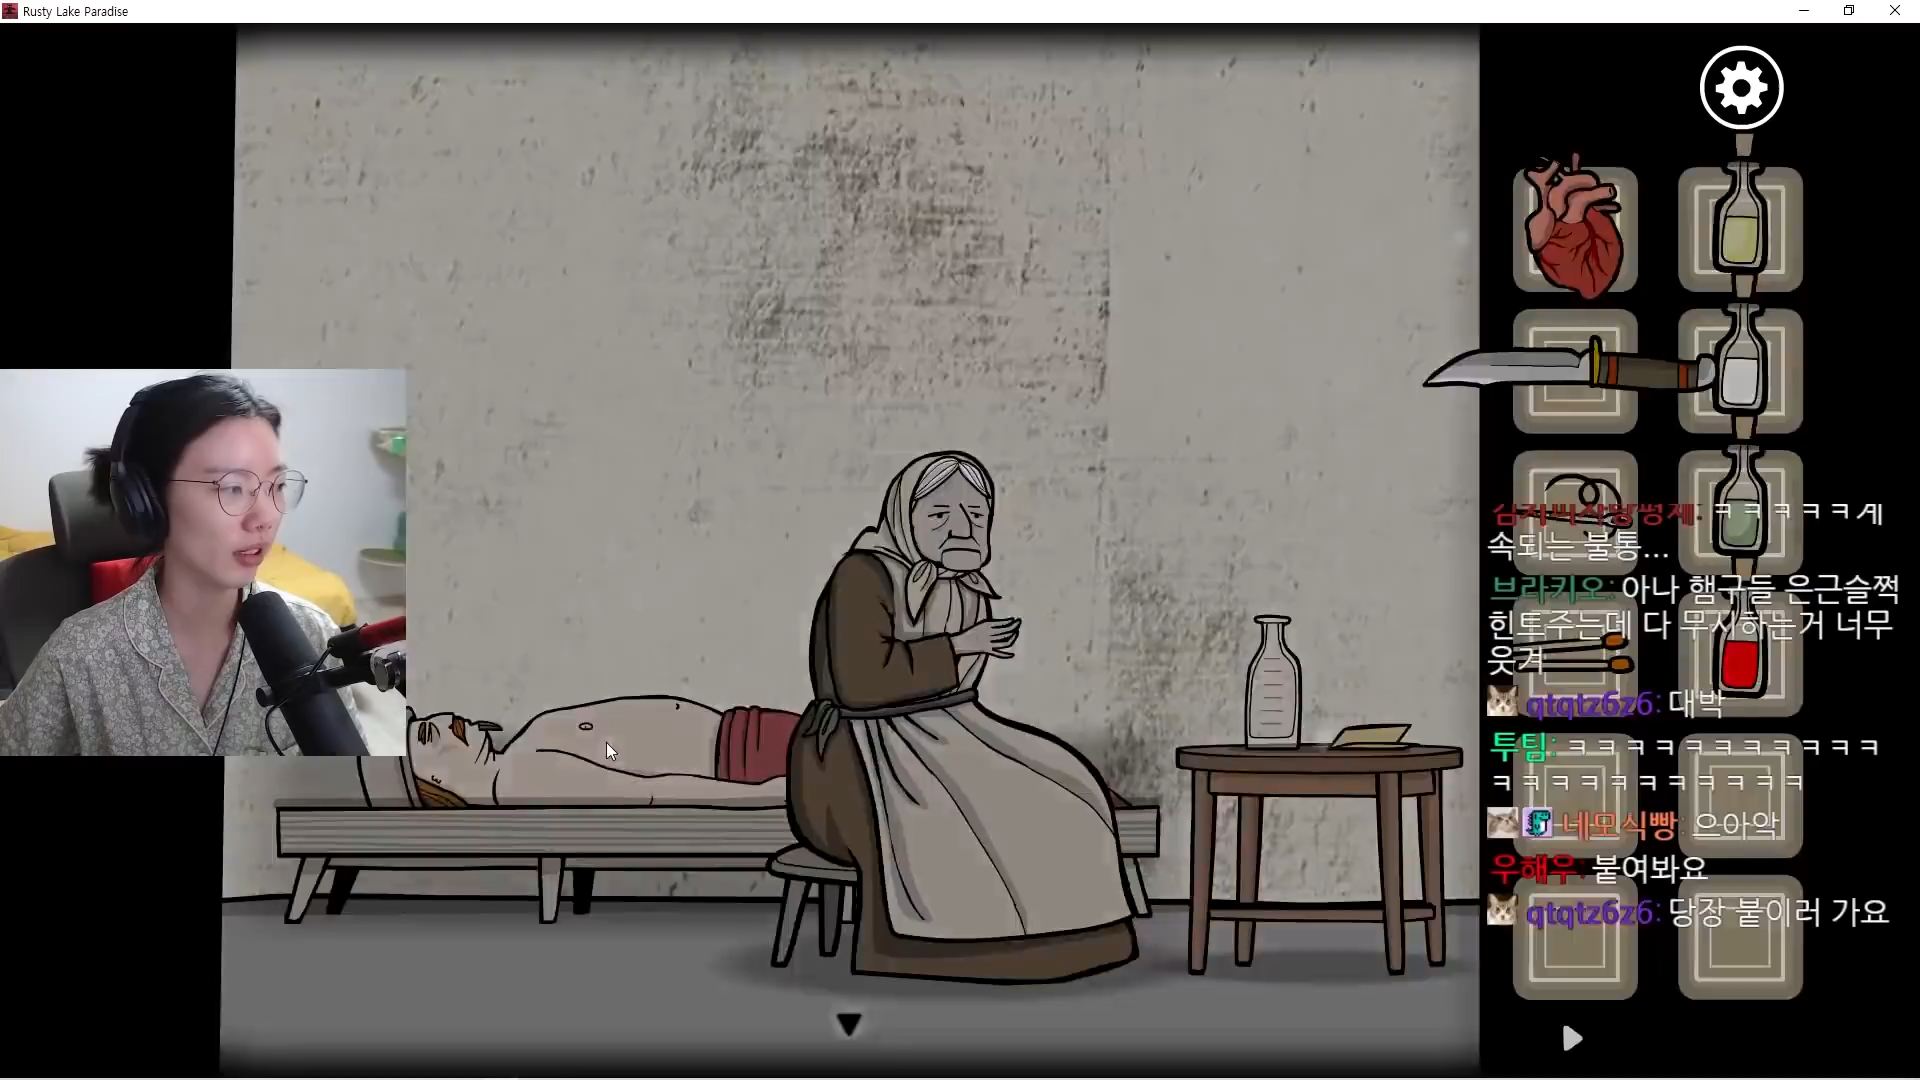 Rusty Lake Paradise
ㅋㅋㅋㅋㅋ계
속되는 불통...
브라키오: 아나 햄구들 은근슬쩍
힌트주는데 다 무시하는거 너무
웃겨
qtqtz6z6: 대박
투팀: ㅋㅋㅋㅋㅋㅋㅋㅋㅋㅋㅋ
ㅋㅋㅋㅋㅋㅋㅋㅋㅋㅋㅋ
네모식빵: 으아악
우해우: 붙여봐요
qtqtz6z6: 당장 붙이러 가요